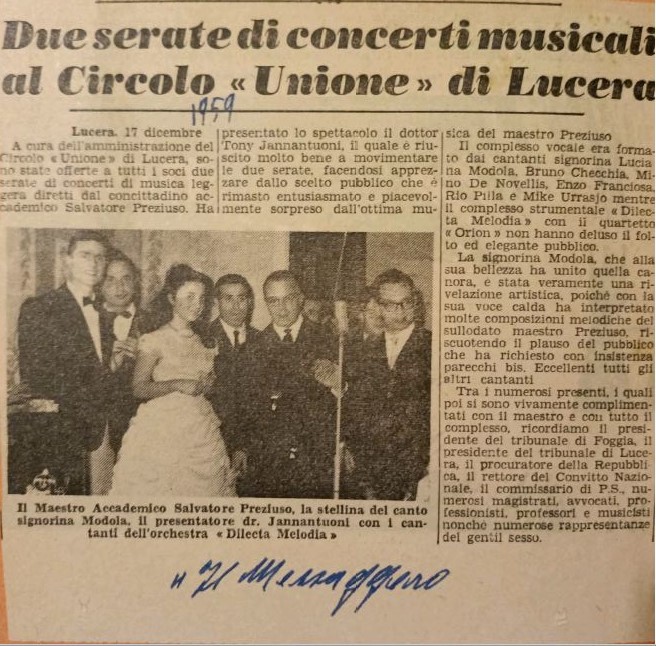 Due serate di concerti musicali
al Circolo « Unione » di Lucera
1959
Lucera, 17 dicembre
A cura dell'amministrazione del
Circolo « Unione » di Lucera, so-
no state offerte a tutti i soci due
serate di concerti di musica leg-
gera diretti dal concittadino ac-
cademico Salvatore Preziuso. Ha
presentato lo spettacolo il dottor
Tony Jannantuoni, il quale è riu-
scito molto bene a movimentare
le due serate, facendosi apprez-
zare dallo scelto pubblico che è
rimasto entusiasmato e piacevol-
mente sorpreso dall'ottima mu-
sica del maestro Preziuso
Il complesso vocale era forma-
to dai cantanti signorina Lucia
na Modola, Bruno Checchia, Mi-
no De Novellis, Enzo Franciosa,
Rio Pilla e Mike Urrasjo mentre
il complesso strumentale « Dilec-
ta Melodia » con il quartetto
« Orion » non hanno deluso il fol-
to ed elegante pubblico.
La signorina Modola, che alla
sua bellezza ha unito quella ca-
nora, e stata veramente una ri-
velazione artistica, poiché con la
sua voce calda ha interpretato
molte composizioni melodiche del
sullodato maestro Preziuso, ri-
scuotendo il plauso del pubblico
che ha richiesto con insistenza
parecchi bis. Eccellenti tutti gli
altri cantanti
Tra i numerosi presenti, i quali
poi si sono vivamente complimen-
tati con il maestro e con tutto il
complesso, ricordiamo il presi-
dente del tribunale di Foggia, il
presidente del tribunale di Luce-
ra, il procuratore della Repubbli-
ca, il rettore del Convitto Nazio-
nale, il commissario di P.S., nu-
merosi magistrati, avvocati, pro-
fessionisti, professori e musicisti
nonché numerose rappresentanze
del gentil sesso.
Il Maestro Accademico Salvatore Preziuso, la stellina del canto
signorina Modola, il presentatore dr. Jannantuoni con i can-
tanti dell'orchestra « Dilecta Melodia »
" Il Messaggero